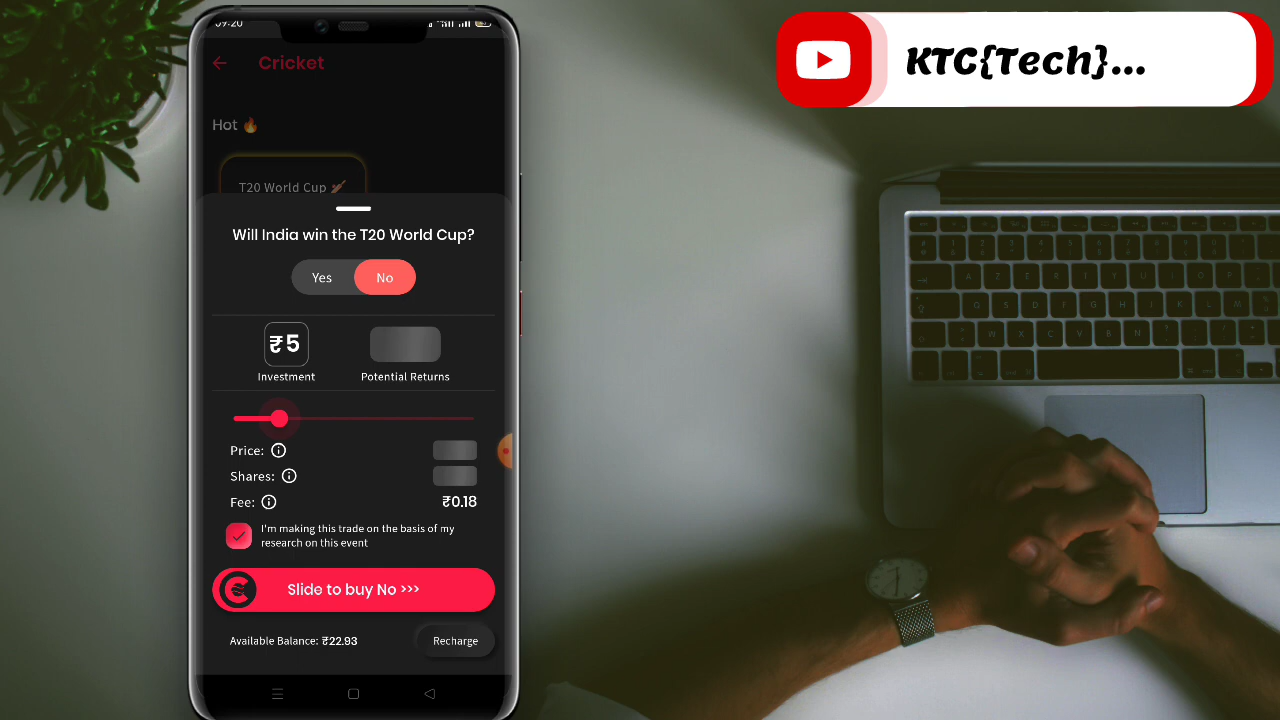 09:20
Cricket
Hot 🔥
T20 World Cup 🏏
Will India win the T20 World Cup?
Yes No
₹5
Investment Potential Returns
Price:
Shares:
Fee: ₹0.18
I'm making this trade on the basis of my
research on this event
Slide to buy No >>>
Available Balance: ₹22.93 Recharge
KTC{Tech}...